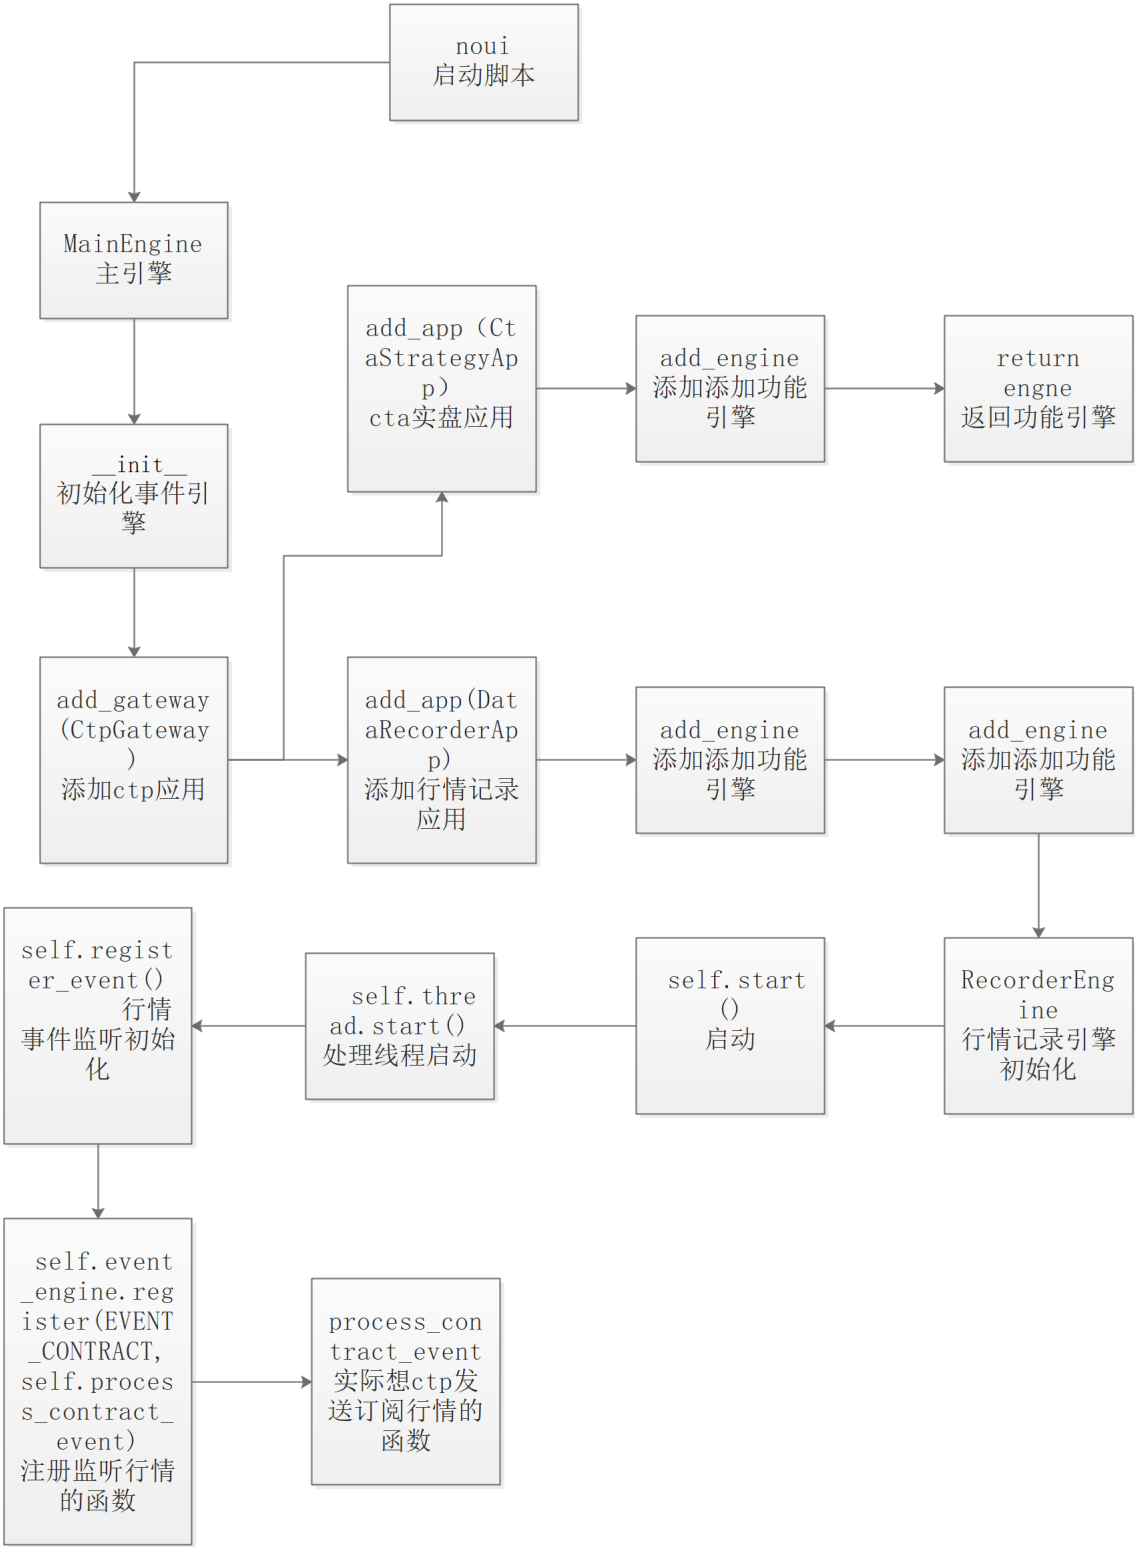 noui
启动脚本
MainEngine
主引擎
__init__
初始化事件引
擎
add_gateway
(CtpGateway
)
添加ctp应用
add_app（Ct
aStrategyAp
p）
cta实盘应用
add_engine
添加添加功能
引擎
return
engne
返回功能引擎
add_app(Dat
aRecorderAp
p)
添加行情记录
应用
add_engine
添加添加功能
引擎
add_engine
添加添加功能
引擎
RecorderEng
ine
行情记录引擎
初始化
self.start
()
启动
self.thre
ad.start()
处理线程启动
self.regist
er_event()
行情
事件监听初始
化
self.event
_engine.reg
ister(EVENT
_CONTRACT,
self.proces
s_contract_
event)
注册监听行情
的函数
process_con
tract_event
实际想ctp发
送订阅行情的
函数